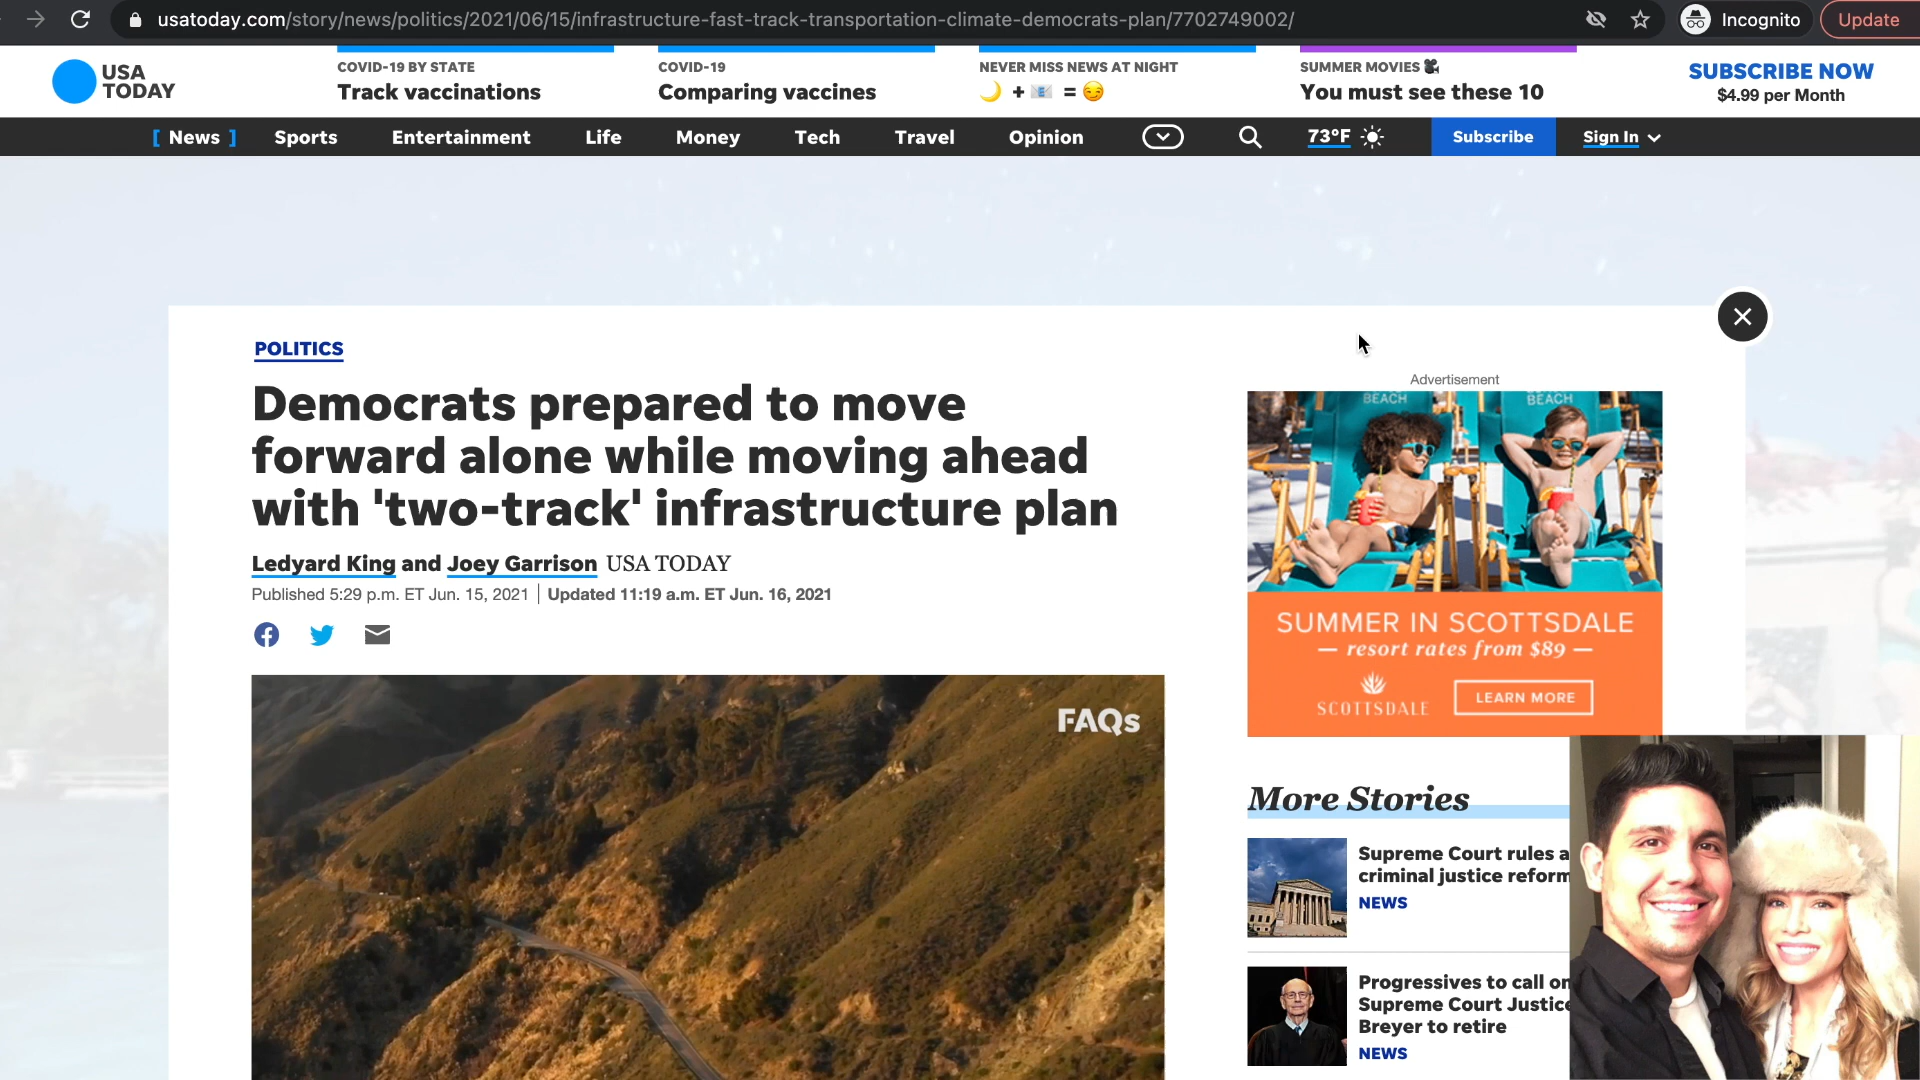 usatoday.com/story/news/politics/2021/06/15/infrastructure-fast-track-transportation-climate-democrats-plan/7702749002/
Incognito
Update
USA
TODAY
COVID-19 BY STATE
Track vaccinations
COVID-19
Comparing vaccines
NEVER MISS NEWS AT NIGHT
🌙 + 📧 = 😏
SUMMER MOVIES 🎥
You must see these 10
SUBSCRIBE NOW
$4.99 per Month
[ News ]
Sports
Entertainment
Life
Money
Tech
Travel
Opinion
73°F
Subscribe
Sign In
POLITICS
Democrats prepared to move
forward alone while moving ahead
with 'two-track' infrastructure plan
Ledyard King and Joey Garrison USA TODAY
Published 5:29 p.m. ET Jun. 15, 2021 | Updated 11:19 a.m. ET Jun. 16, 2021
FAQs
Advertisement
BEACH
BEACH
SUMMER IN SCOTTSDALE
— resort rates from $89 —
SCOTTSDALE
LEARN MORE
More Stories
Supreme Court rules a
criminal justice reform
NEWS
Progressives to call on
Supreme Court Justice
Breyer to retire
NEWS